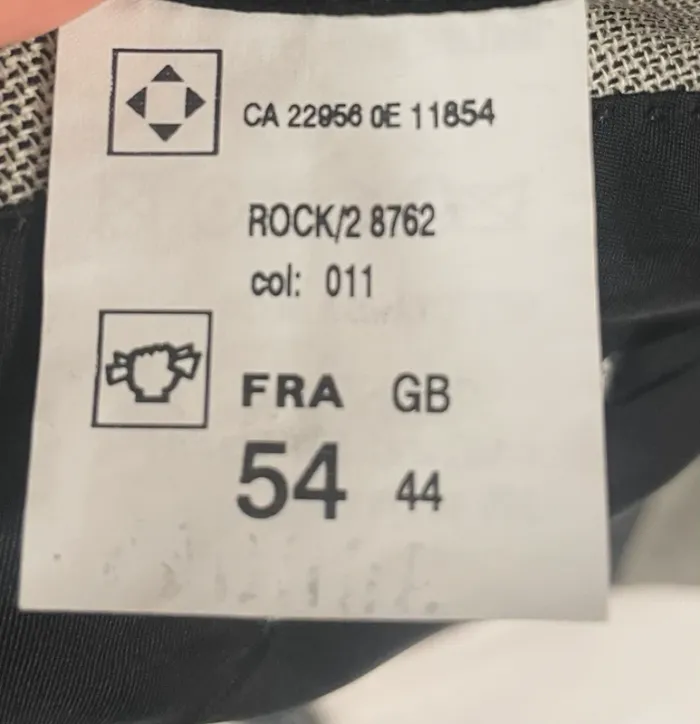 CA 22956 0E 11854
ROCK/2 8762
col: 011
FRA GB
54 44